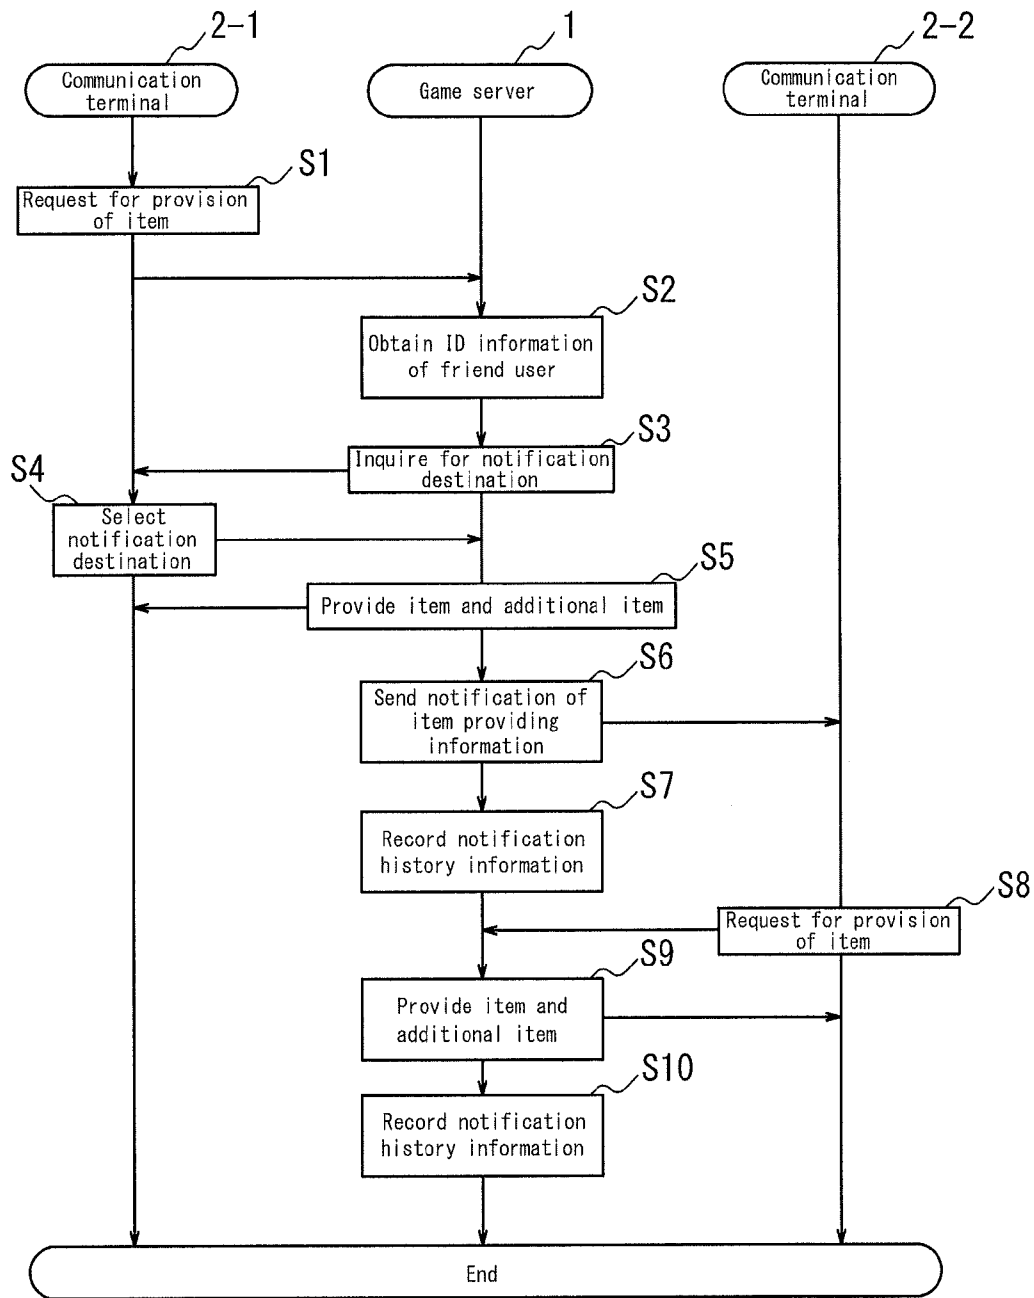 2-1
1
2-2
Communication
terminal
Game server
Communication
terminal
S1
Request for provision
of item
S2
Obtain ID information
of friend user
S3
Inquire for notification
destination
S4
Select
notification
destination
S5
Provide item and additional item
S6
Send notification of
item providing
information
S7
Record notification
history information
S8
Request for provision
of item
S9
Provide item and
additional item
S10
Record notification
history information
End